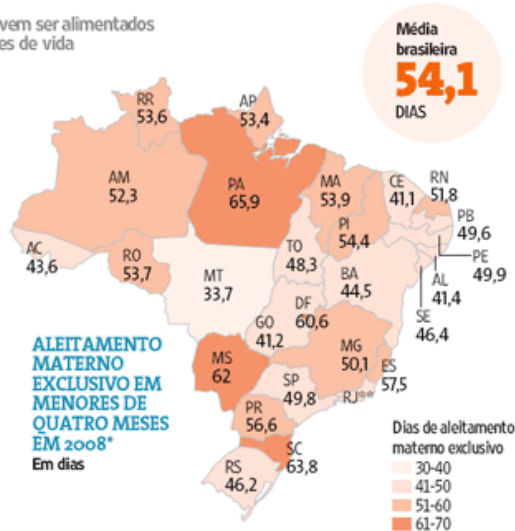 vem ser alimentados
es de vida
Média
brasileira
54,1
DIAS
RR
53,6
AP
53,4
AM
52,3
PA
65,9
MA
53,9
CE
41,1
RN
51,8
PI
54,4
PB
49,6
PE
49,9
AL
41,4
SE
46,4
AC
43,6
RO
53,7
TO
48,3
BA
44,5
MT
33,7
DF
60,6
GO
41,2
MG
50,1
ES
57,5
MS
62
SP
49,8
RJ**
PR
56,6
SC
63,8
RS
46,2
ALEITAMENTO
MATERNO
EXCLUSIVO EM
MENORES DE
QUATRO MESES
EM 2008*
Em dias
Dias de aleitamento
materno exclusivo
30-40
41-50
51-60
61-70